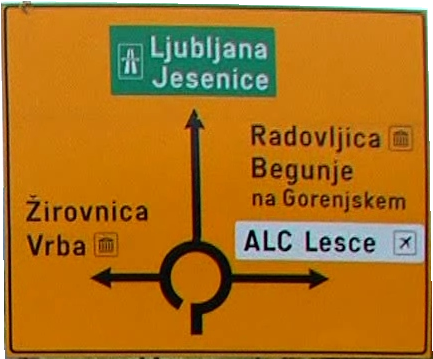 Ljubljana
Jesenice
Radovljica
Begunje
na Gorenjskem
Žirovnica
Vrba
ALC Lesce